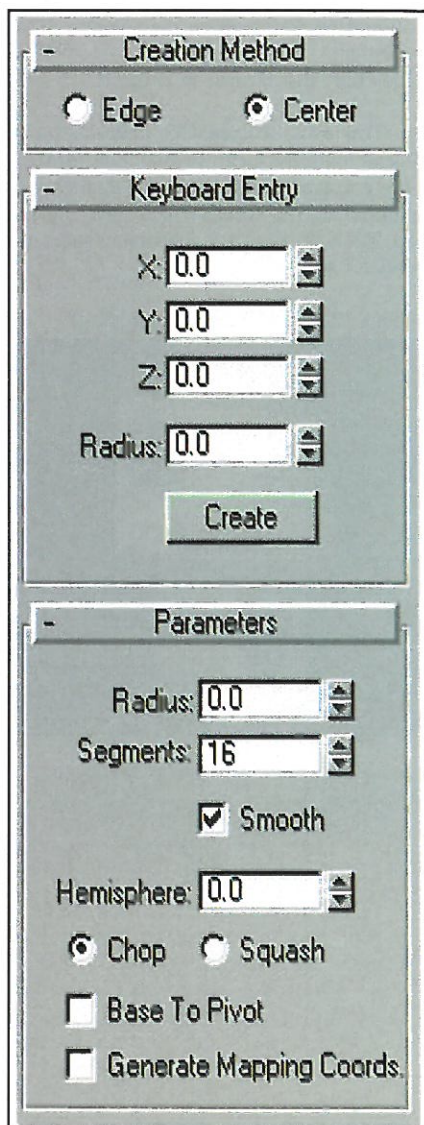 - Creation Method
Edge Center
- Keyboard Entry
X: 0.0
Y: 0.0
Z: 0.0
Radius: 0.0
Create
- Parameters
Radius: 0.0
Segments: 16
Smooth
Hemisphere: 0.0
Chop Squash
Base To Pivot
Generate Mapping Coords.